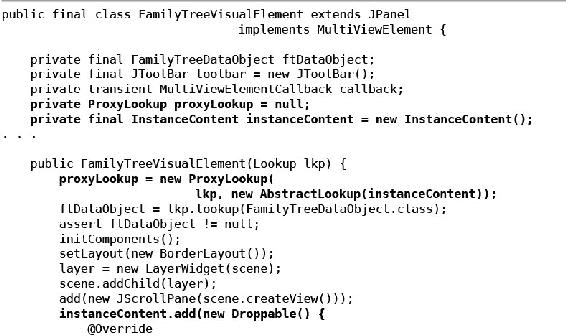 public final class FamilyTreeVisualElement extends JPanel
implements MultiViewElement {
private final FamilyTreeDataObject ftDataObject;
private final JToolBar toolbar = new JToolBar();
private transient MultiViewElementCallback callback;
private ProxyLookup proxyLookup = null;
private final InstanceContent instanceContent = new InstanceContent();
. . .
public FamilyTreeVisualElement(Lookup lkp) {
proxyLookup = new ProxyLookup(
lkp, new AbstractLookup(instanceContent));
ftDataObject = lkp.lookup(FamilyTreeDataObject.class);
assert ftDataObject != null;
initComponents();
setLayout(new BorderLayout());
layer = new LayerWidget(scene);
scene.addChild(layer);
add(new JScrollPane(scene.createView()));
instanceContent.add(new Droppable() {
@Override